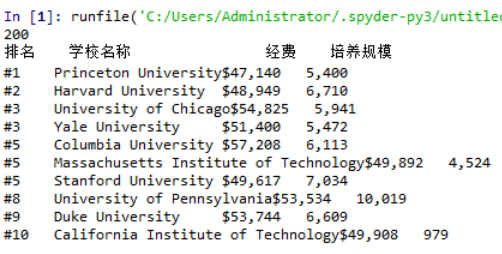 In [1]: runfile('C:/Users/Administrator/.spyder-py3/untitled
200
排名 学校名称 经费 培养规模
#1 Princeton University$47,140 5,400
#2 Harvard University $48,949 6,710
#3 University of Chicago$54,825 5,941
#3 Yale University $51,400 5,472
#5 Columbia University $57,208 6,113
#5 Massachusetts Institute of Technology$49,892 4,524
#5 Stanford University $49,617 7,034
#8 University of Pennsylvania$53,534 10,019
#9 Duke University $53,744 6,609
#10 California Institute of Technology$49,908 979